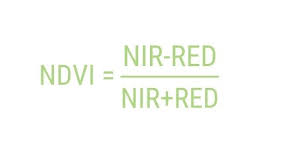 NIR-RED
NDVI =
NIR+RED